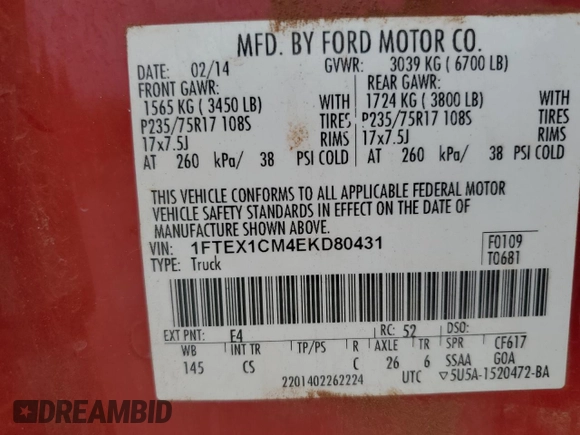 MFD. BY FORD MOTOR CO.
DATE: 02/14 GVWR: 3039 KG ( 6700 LB)
FRONT GAWR: REAR GAWR:
1565 KG ( 3450 LB) WITH 1724 KG ( 3800 LB) WITH
P235/75R17 108S TIRES P235/75R17 108S TIRES
17x7.5J RIMS 17x7.5J RIMS
AT 260 kPa/ 38 PSI COLD AT 260 kPa/ 38 PSI COLD
THIS VEHICLE CONFORMS TO ALL APPLICABLE FEDERAL MOTOR
VEHICLE SAFETY STANDARDS IN EFFECT ON THE DATE OF
MANUFACTURE SHOWN ABOVE.
VIN: 1FTEX1CM4EKD80431 F0109
TYPE: Truck T0681
EXT PNT: E4 RC: 52 DSO:
WB INT TR TP/PS R AXLE TR SPR CF617
145 CS C 26 6 SSAA GOA
2201402262224 UTC ▽5U5A-1520472-BA
DREAMBID